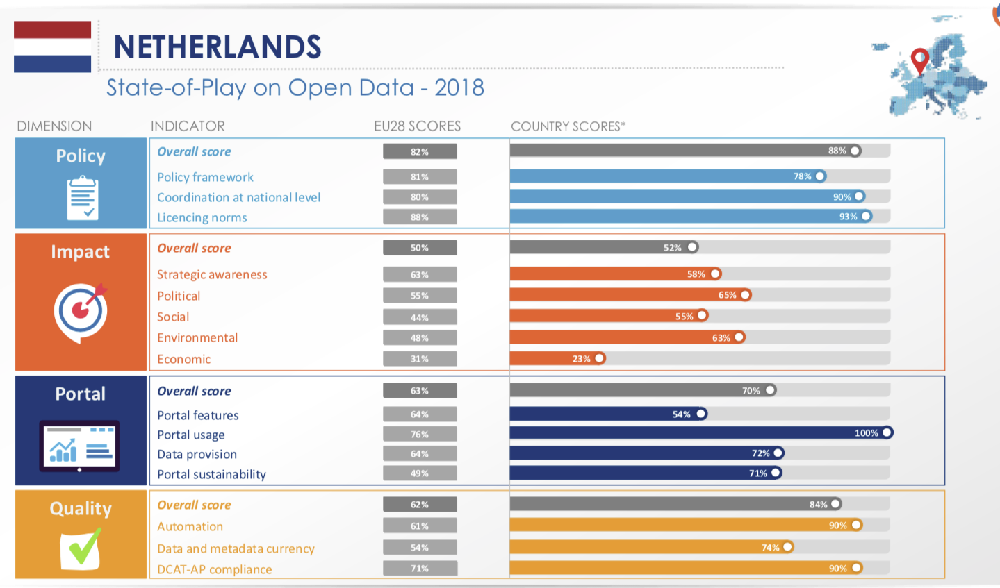 NETHERLANDS
State-of-Play on Open Data - 2018
DIMENSION INDICATOR EU28 SCORES COUNTRY SCORES*
Policy
Overall score 82% 88%
Policy framework 81% 78%
Coordination at national level 80% 90%
Licencing norms 88% 93%
Impact
Overall score 50% 52%
Strategic awareness 63% 58%
Political 55% 65%
Social 44% 55%
Environmental 48% 63%
Economic 31% 23%
Portal
Overall score 63% 70%
Portal features 64% 54%
Portal usage 76% 100%
Data provision 64% 72%
Portal sustainability 49% 71%
Quality
Overall score 62% 84%
Automation 61% 90%
Data and metadata currency 54% 74%
DCAT-AP compliance 71% 90%